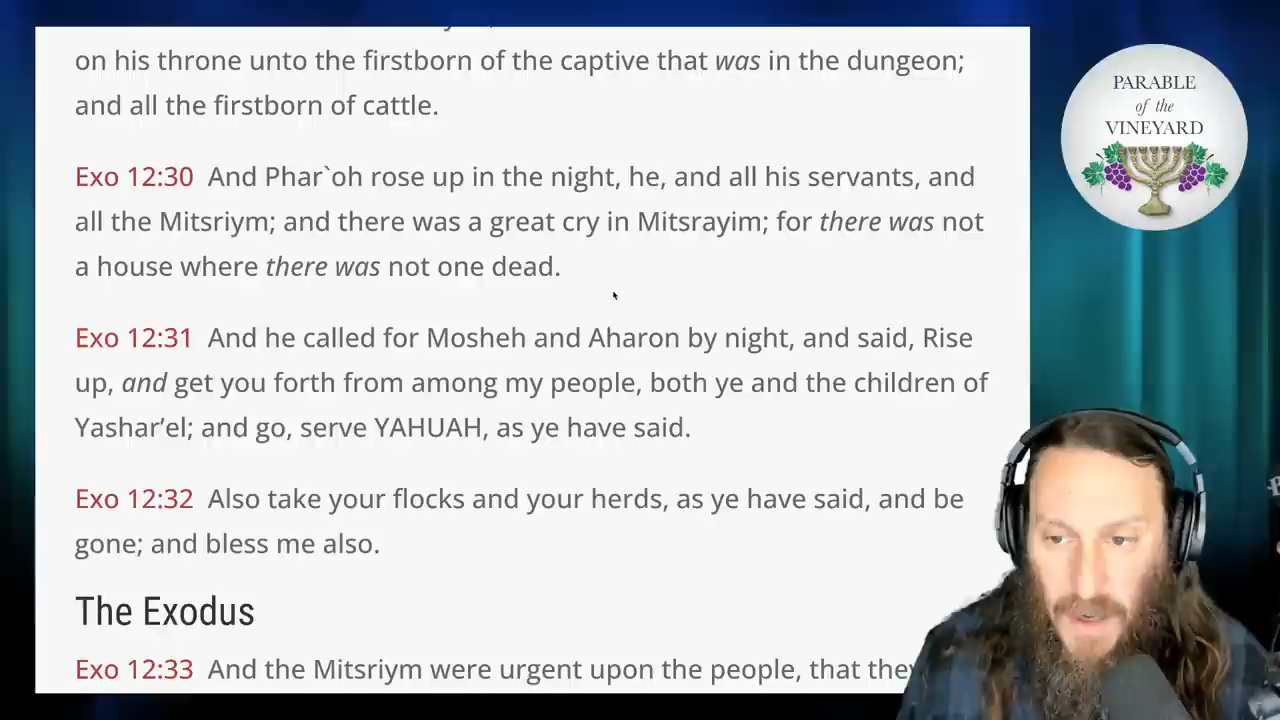 on his throne unto the firstborn of the captive that was in the dungeon;
and all the firstborn of cattle.
Exo 12:30 And Phar`oh rose up in the night, he, and all his servants, and
all the Mitsriym; and there was a great cry in Mitsrayim; for there was not
a house where there was not one dead.
Exo 12:31 And he called for Mosheh and Aharon by night, and said, Rise
up, and get you forth from among my people, both ye and the children of
Yashar’el; and go, serve YAHUAH, as ye have said.
Exo 12:32 Also take your flocks and your herds, as ye have said, and be
gone; and bless me also.
The Exodus
Exo 12:33 And the Mitsriym were urgent upon the people, that they
PARABLE
of the
VINEYARD